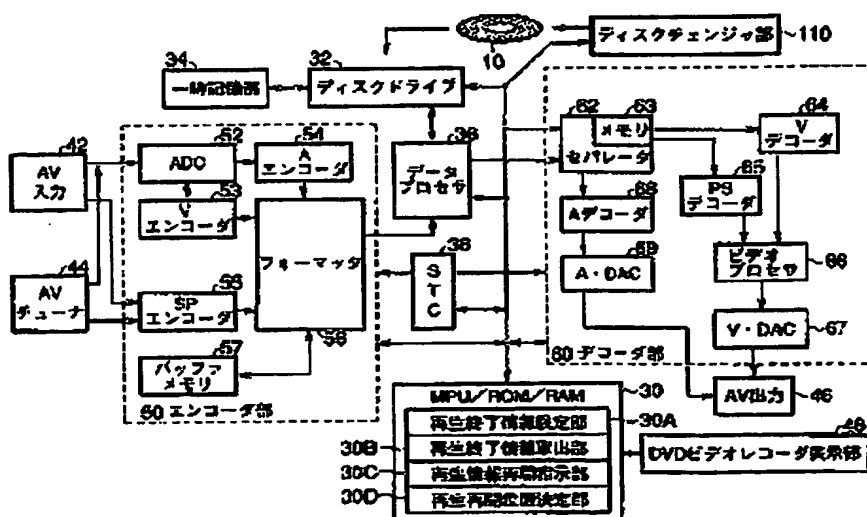 10
ディスクチェンジャ部
110
34
一時記憶部
32
ディスクドライブ
42
AV
入力
44
AV
チューナ
52
ADC
54
A
エンコーダ
53
V
エンコーダ
フォーマッタ
56
SP
エンコーダ
57
バッファ
メモリ
50 エンコーダ部
36
データ
プロセッサ
38
S
T
C
62
63
メモリ
セパレータ
64
V
デコーダ
デコーダ
Aデコーダ
A・DAC
ビデオ
プロセッサ
66
V・DAC
67
60 デコーダ部
AV出力
46
MPU/ROM/RAM
30
再生終了情報設定部
30A
30B
再生終了情報取出部
30C
再生情報再開指示部
30D
再生再開位置決定部
DVDビデオレコーダ表示部